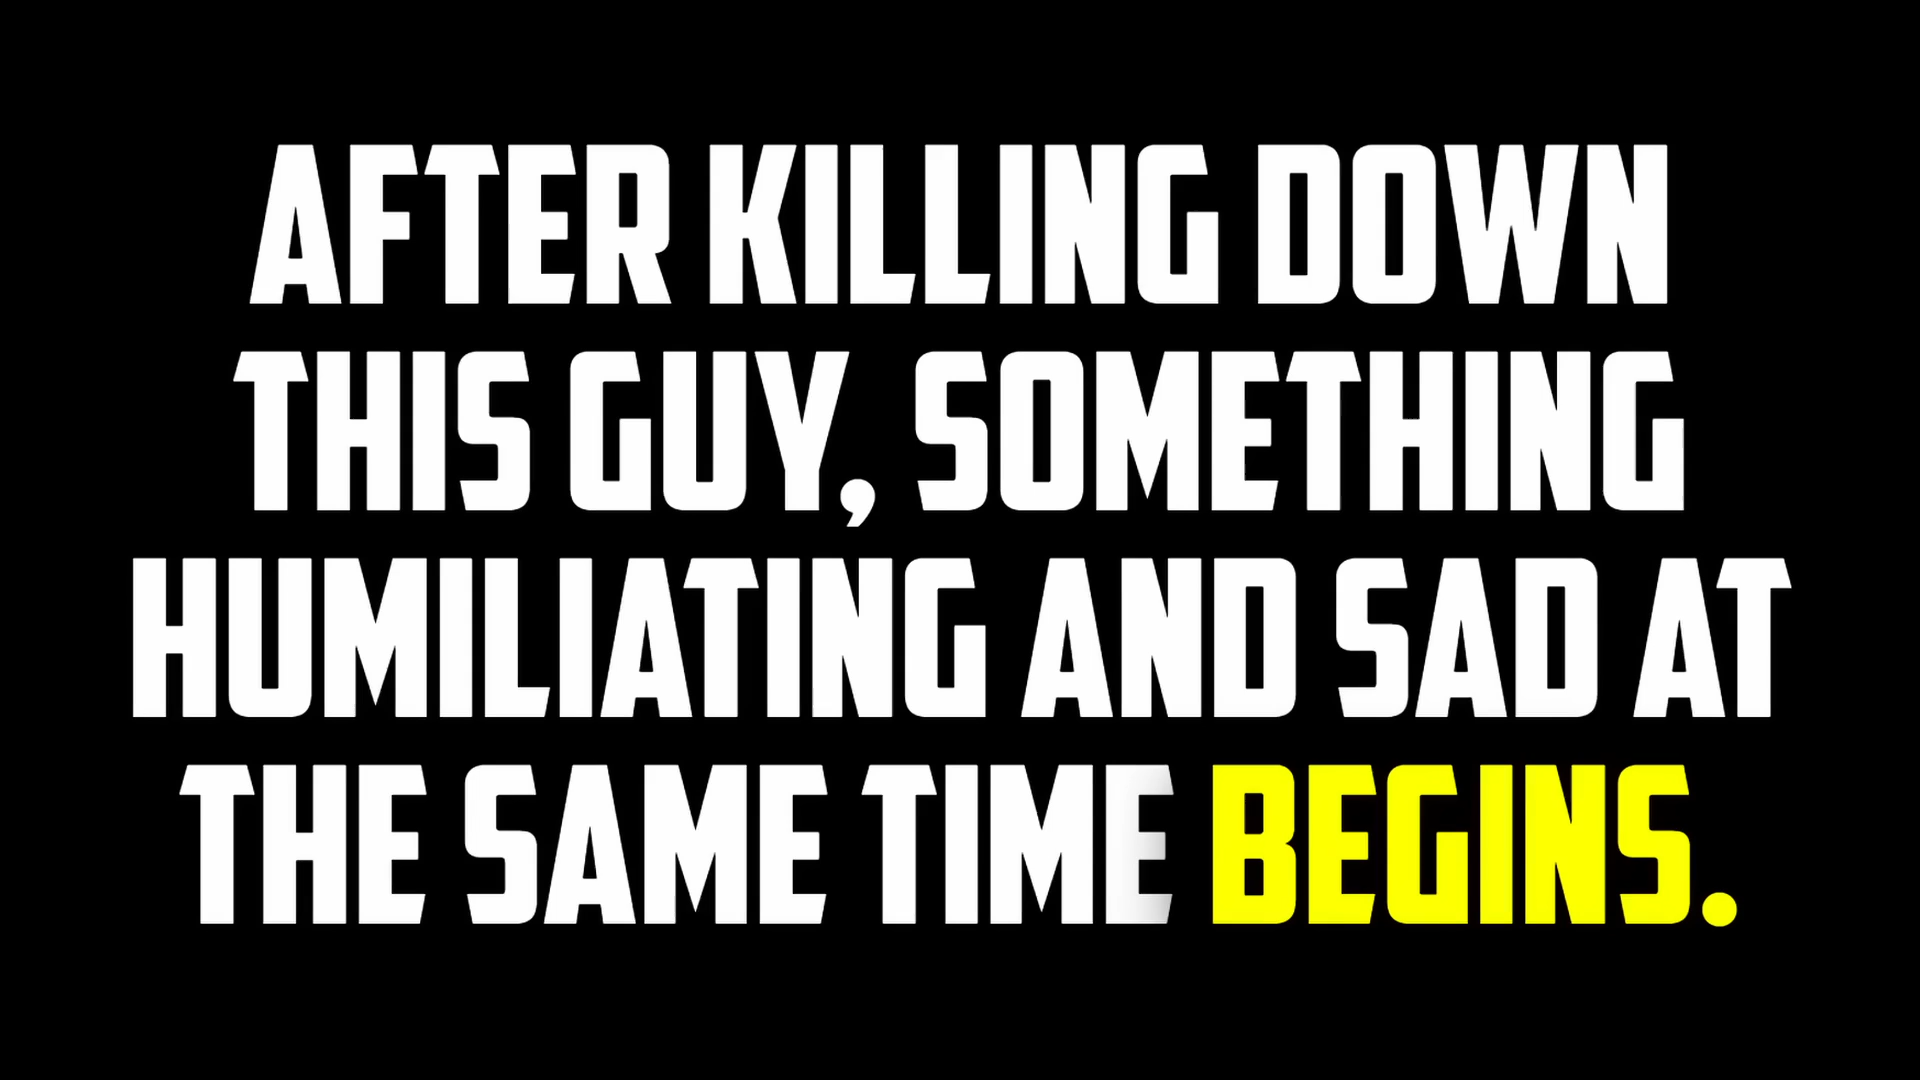 AFTER KILLING DOWN
THIS GUY, SOMETHING
HUMILIATING AND SAD AT
THE SAME TIME BEGINS.